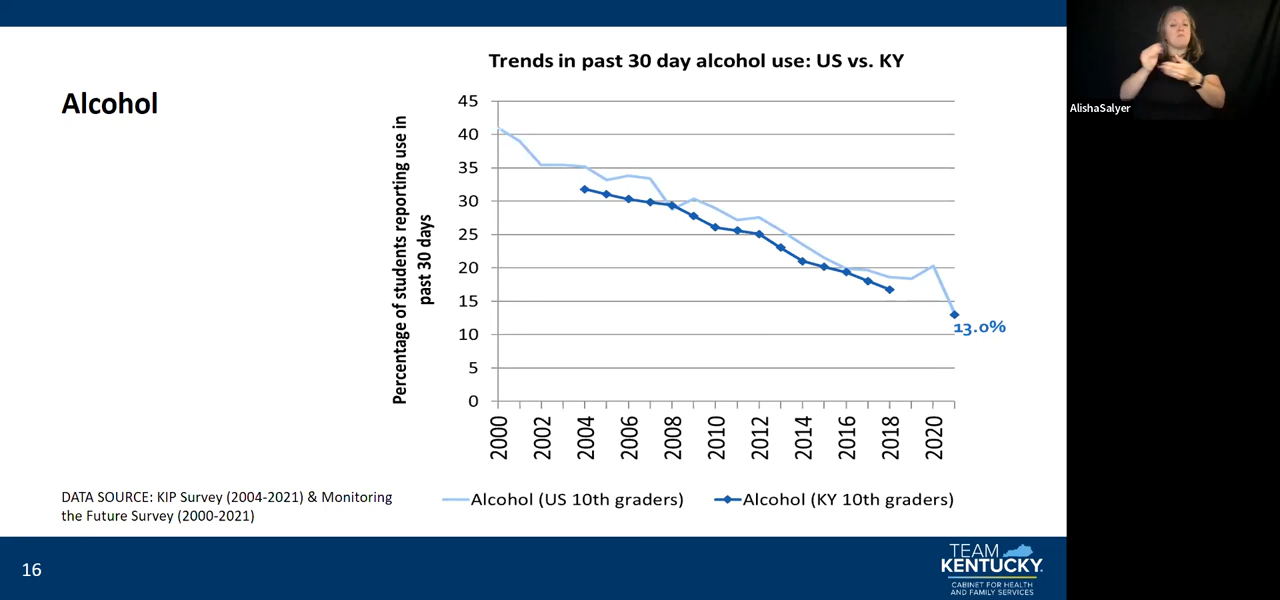 Trends in past 30 day alcohol use: US vs. KY
Alcohol
AlishaSalyer
Percentage of students reporting use in
past 30 days
45
40
35
30
25
20
15
10
5
0
13.0%
2000
2002
2004
2006
2008
2010
2012
2014
2016
2018
2020
Alcohol (US 10th graders)
Alcohol (KY 10th graders)
DATA SOURCE: KIP Survey (2004-2021) & Monitoring
the Future Survey (2000-2021)
16
TEAM
KENTUCKY.
CABINET FOR HEALTH
AND FAMILY SERVICES